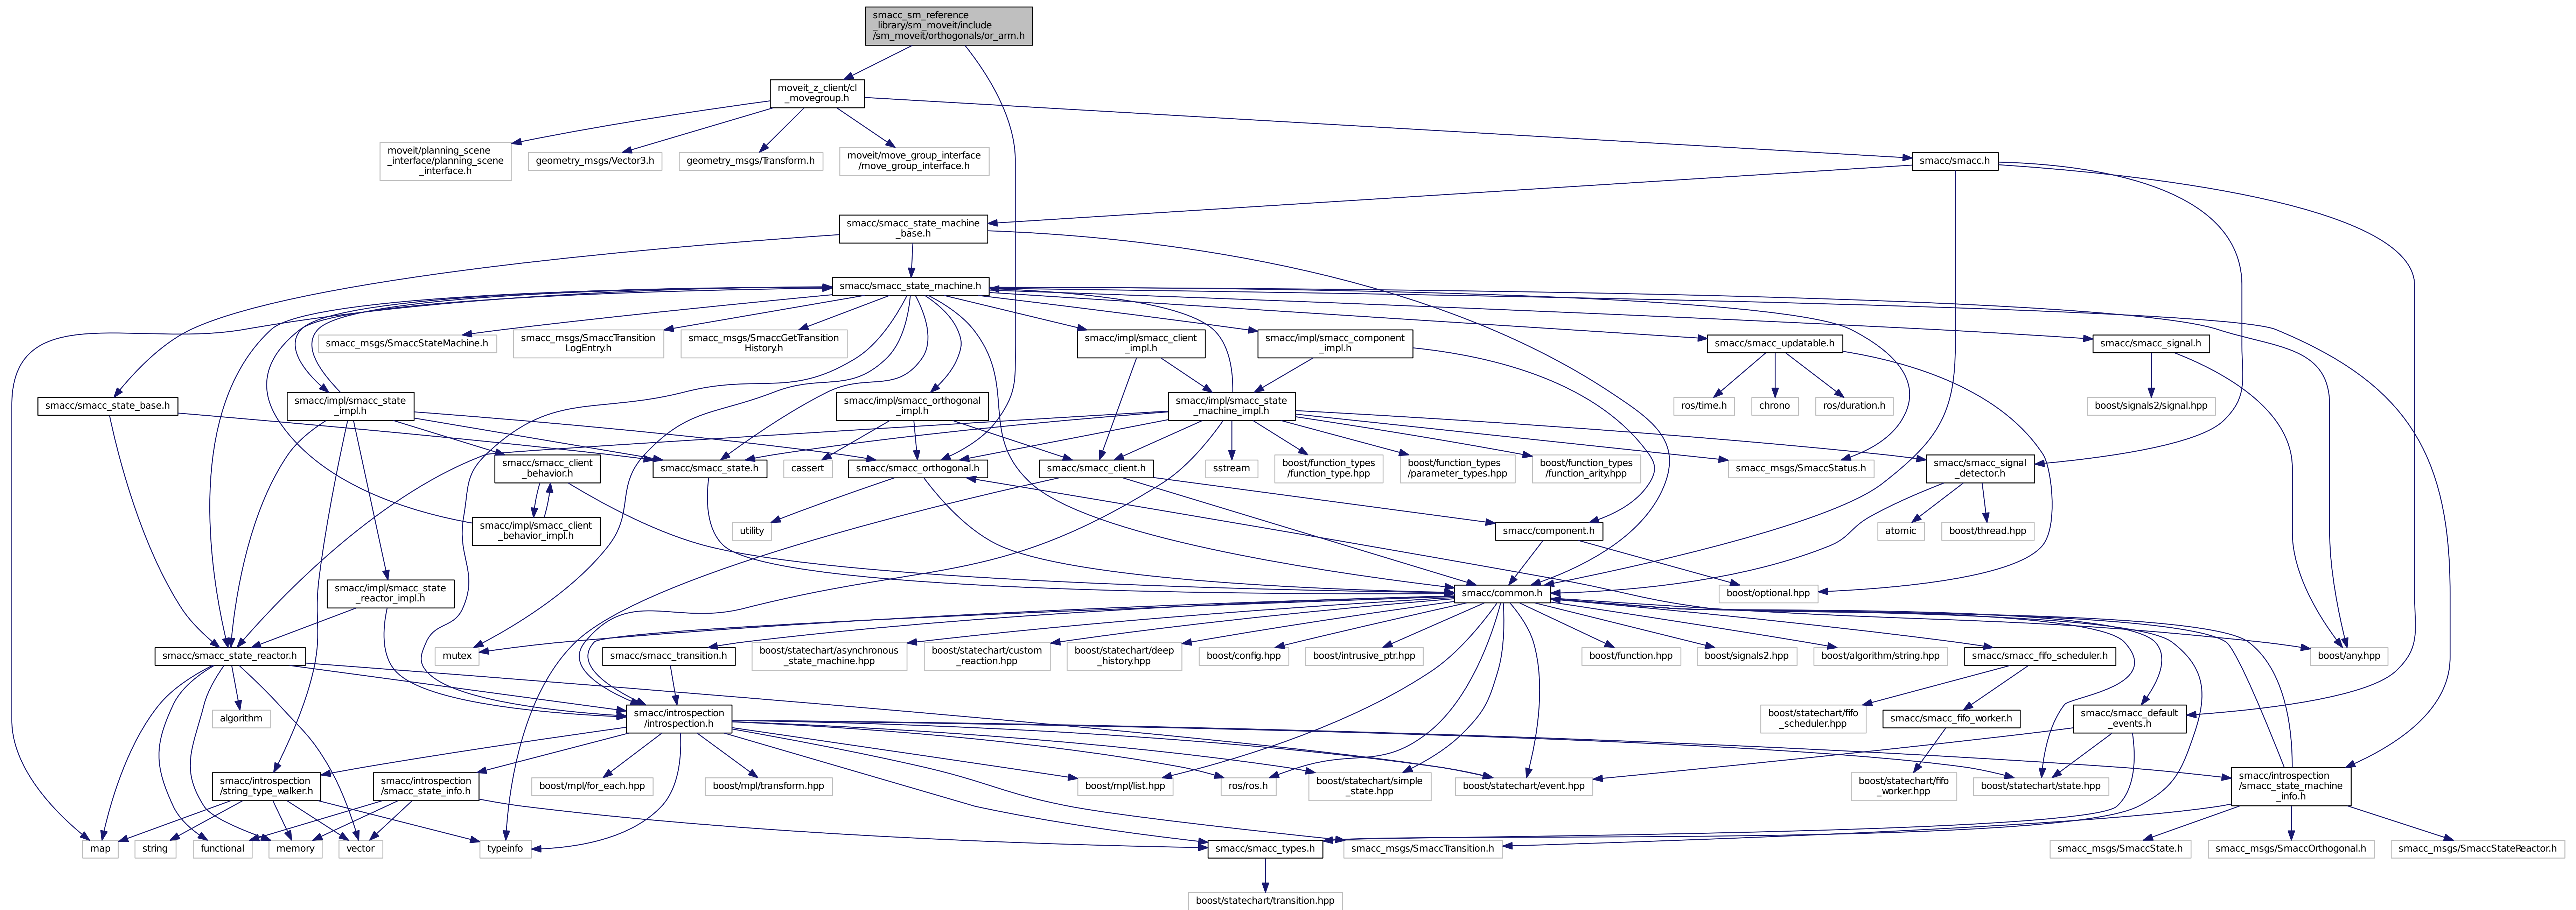 smacc_sm_reference
_library/sm_moveit/include
/sm_moveit/orthogonals/or_arm.h
moveit_z_client/cl
_movegroup.h
moveit/planning_scene
_interface/planning_scene
_interface.h
geometry_msgs/Vector3.h
geometry_msgs/Transform.h
moveit/move_group_interface
/move_group_interface.h
smacc/smacc.h
smacc/smacc_state_machine
_base.h
smacc/smacc_state_machine.h
smacc_msgs/SmaccStateMachine.h
smacc_msgs/SmaccTransition
LogEntry.h
smacc_msgs/SmaccGetTransition
History.h
smacc/impl/smacc_client
_impl.h
smacc/impl/smacc_component
_impl.h
smacc/smacc_updatable.h
smacc/smacc_signal.h
smacc/smacc_state_base.h
smacc/impl/smacc_state
_impl.h
smacc/impl/smacc_orthogonal
_impl.h
smacc/impl/smacc_state
_machine_impl.h
ros/time.h
chrono
ros/duration.h
boost/signals2/signal.hpp
smacc/smacc_client
_behavior.h
smacc/smacc_state.h
cassert
smacc/smacc_orthogonal.h
smacc/smacc_client.h
sstream
boost/function_types
/function_type.hpp
boost/function_types
/parameter_types.hpp
boost/function_types
/function_arity.hpp
smacc_msgs/SmaccStatus.h
smacc/smacc_signal
_detector.h
smacc/impl/smacc_client
_behavior_impl.h
utility
smacc/component.h
atomic
boost/thread.hpp
smacc/impl/smacc_state
_reactor_impl.h
smacc/common.h
boost/optional.hpp
smacc/smacc_state_reactor.h
mutex
smacc/smacc_transition.h
boost/statechart/asynchronous
_state_machine.hpp
boost/statechart/custom
_reaction.hpp
boost/statechart/deep
_history.hpp
boost/config.hpp
boost/intrusive_ptr.hpp
boost/function.hpp
boost/signals2.hpp
boost/algorithm/string.hpp
smacc/smacc_fifo_scheduler.h
boost/any.hpp
algorithm
smacc/introspection
/introspection.h
boost/statechart/fifo
_scheduler.hpp
smacc/smacc_fifo_worker.h
smacc/smacc_default
_events.h
smacc/introspection
/string_type_walker.h
smacc/introspection
/smacc_state_info.h
boost/mpl/for_each.hpp
boost/mpl/transform.hpp
boost/mpl/list.hpp
ros/ros.h
boost/statechart/simple
_state.hpp
boost/statechart/event.hpp
boost/statechart/fifo
_worker.hpp
boost/statechart/state.hpp
smacc/introspection
/smacc_state_machine
_info.h
map
string
functional
memory
vector
typeinfo
smacc/smacc_types.h
smacc_msgs/SmaccTransition.h
smacc_msgs/SmaccState.h
smacc_msgs/SmaccOrthogonal.h
smacc_msgs/SmaccStateReactor.h
boost/statechart/transition.hpp